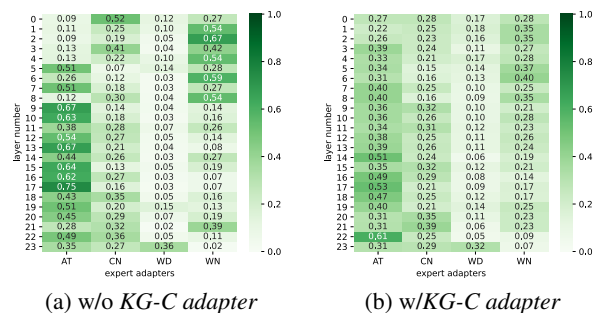 layer number
0 0.09 0.52 0.12 0.27
1 0.11 0.25 0.10 0.54
2 0.09 0.19 0.05 0.67
3 0.13 0.41 0.04 0.42
4 0.13 0.22 0.10 0.54
5 0.51 0.07 0.14 0.28
6 0.26 0.12 0.03 0.59
7 0.51 0.18 0.03 0.27
8 0.12 0.30 0.04 0.54
9 0.67 0.14 0.04 0.14
10 0.63 0.18 0.03 0.16
11 0.38 0.28 0.07 0.26
12 0.54 0.27 0.05 0.14
13 0.67 0.21 0.04 0.08
14 0.44 0.26 0.03 0.27
15 0.64 0.13 0.05 0.19
16 0.62 0.27 0.03 0.07
17 0.75 0.16 0.03 0.07
18 0.43 0.35 0.05 0.16
19 0.51 0.20 0.15 0.13
20 0.45 0.29 0.07 0.19
21 0.28 0.32 0.02 0.39
22 0.49 0.36 0.05 0.11
23 0.35 0.27 0.36 0.02
AT CN WD WN
expert adapters
1.0
0.8
0.6
0.4
0.2
0.0
(a) w/o KG-C adapter
layer number
0 0.27 0.28 0.17 0.28
1 0.26 0.22 0.18 0.35
2 0.26 0.23 0.16 0.35
3 0.39 0.24 0.11 0.27
4 0.33 0.21 0.17 0.28
5 0.34 0.15 0.14 0.37
6 0.31 0.16 0.13 0.40
7 0.40 0.25 0.10 0.25
8 0.40 0.16 0.09 0.35
9 0.36 0.32 0.10 0.21
10 0.36 0.26 0.10 0.28
11 0.34 0.31 0.12 0.23
12 0.38 0.25 0.11 0.26
13 0.39 0.26 0.11 0.23
14 0.51 0.24 0.06 0.19
15 0.35 0.32 0.12 0.21
16 0.49 0.29 0.08 0.14
17 0.53 0.21 0.09 0.17
18 0.47 0.25 0.12 0.17
19 0.40 0.21 0.14 0.25
20 0.31 0.35 0.11 0.23
21 0.31 0.39 0.06 0.23
22 0.61 0.25 0.05 0.09
23 0.31 0.29 0.32 0.07
AT CN WD WN
expert adapters
1.0
0.8
0.6
0.4
0.2
0.0
(b) w/KG-C adapter